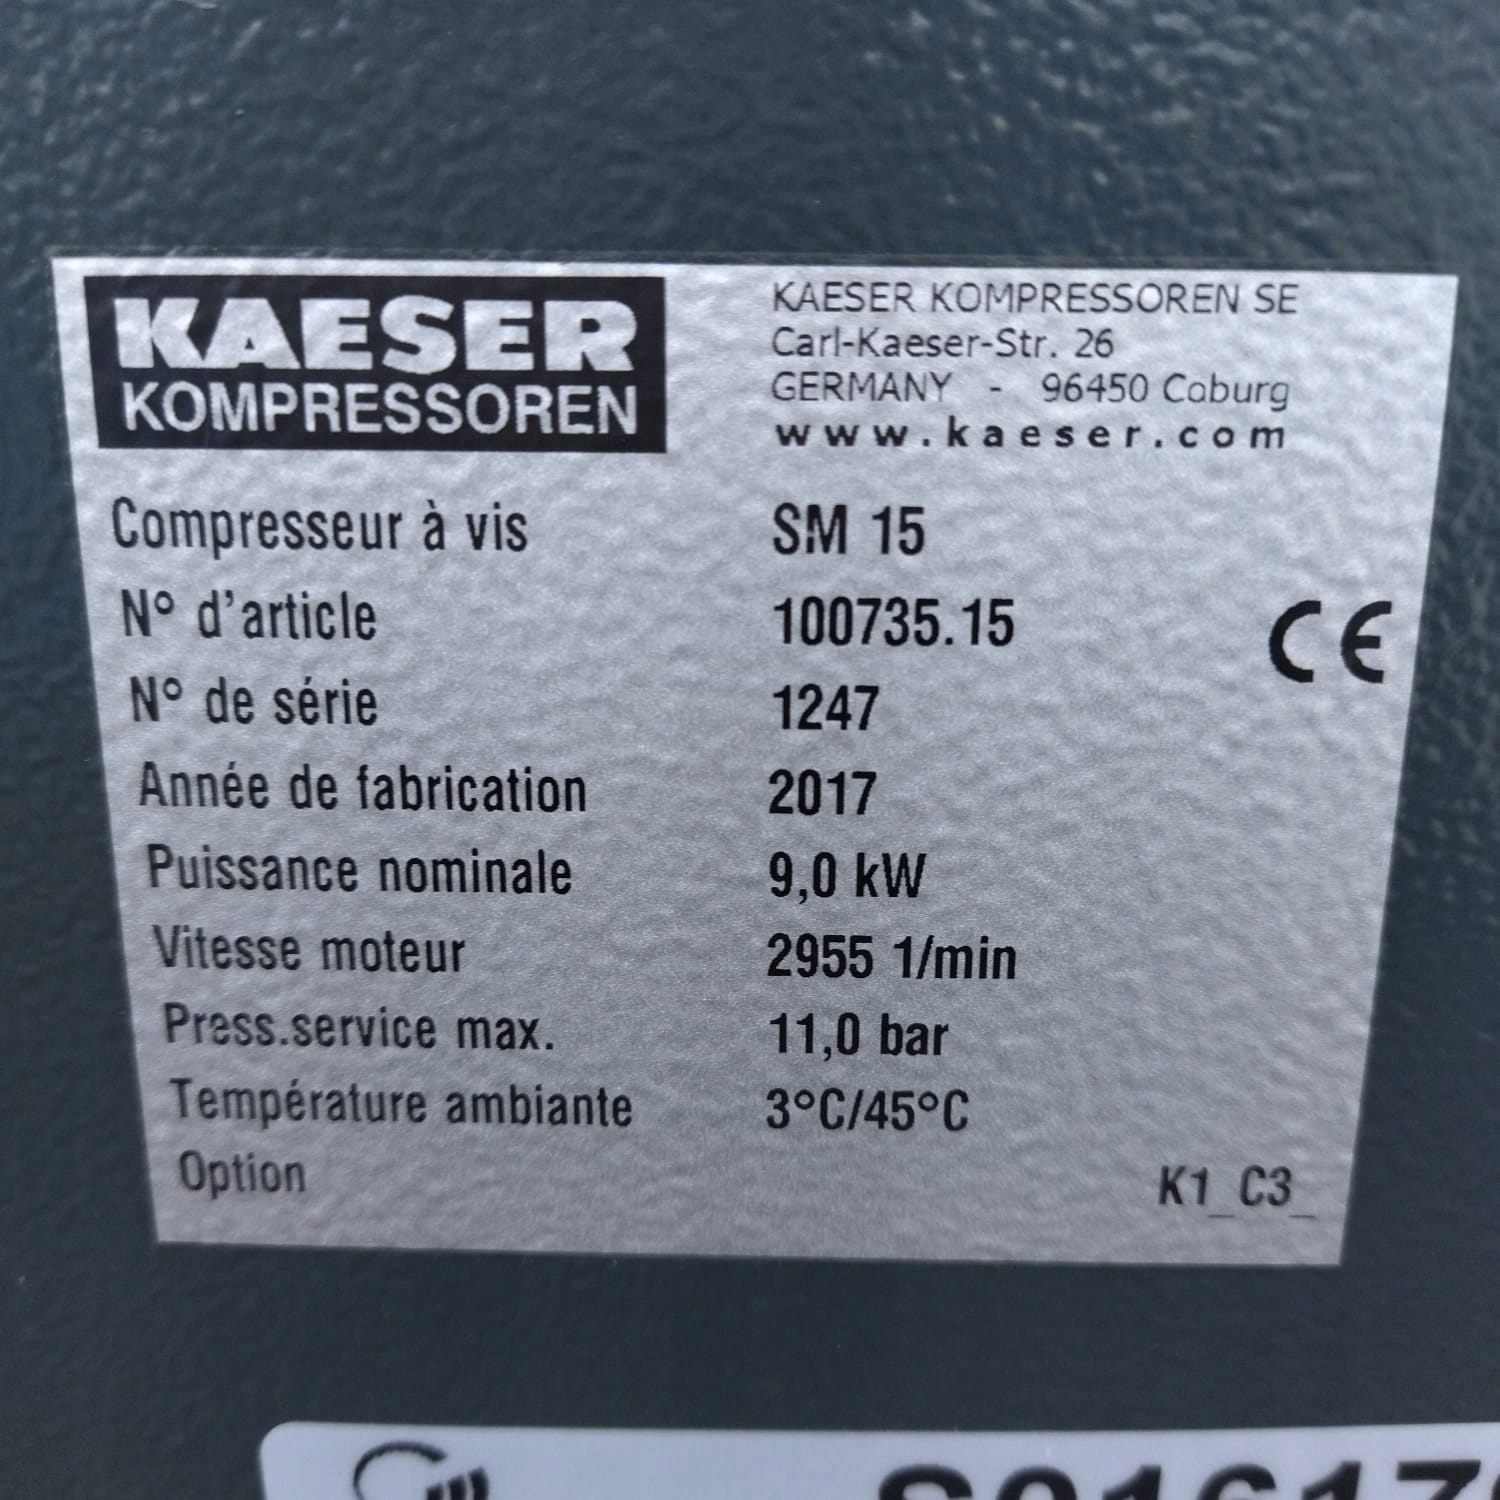 KAESER
KOMPRESSOREN
KAESER KOMPRESSOREN SE
Carl-Kaeser-Str. 26
GERMANY - 96450 Coburg
www.kaeser.com
Compresseur à vis SM 15
N° d'article 100735.15
N° de série 1247
CE
Année de fabrication 2017
Puissance nominale 9,0 kW
Vitesse moteur 2955 1/min
Press.service max. 11,0 bar
Température ambiante 3°C/45°C
Option K1_C3_